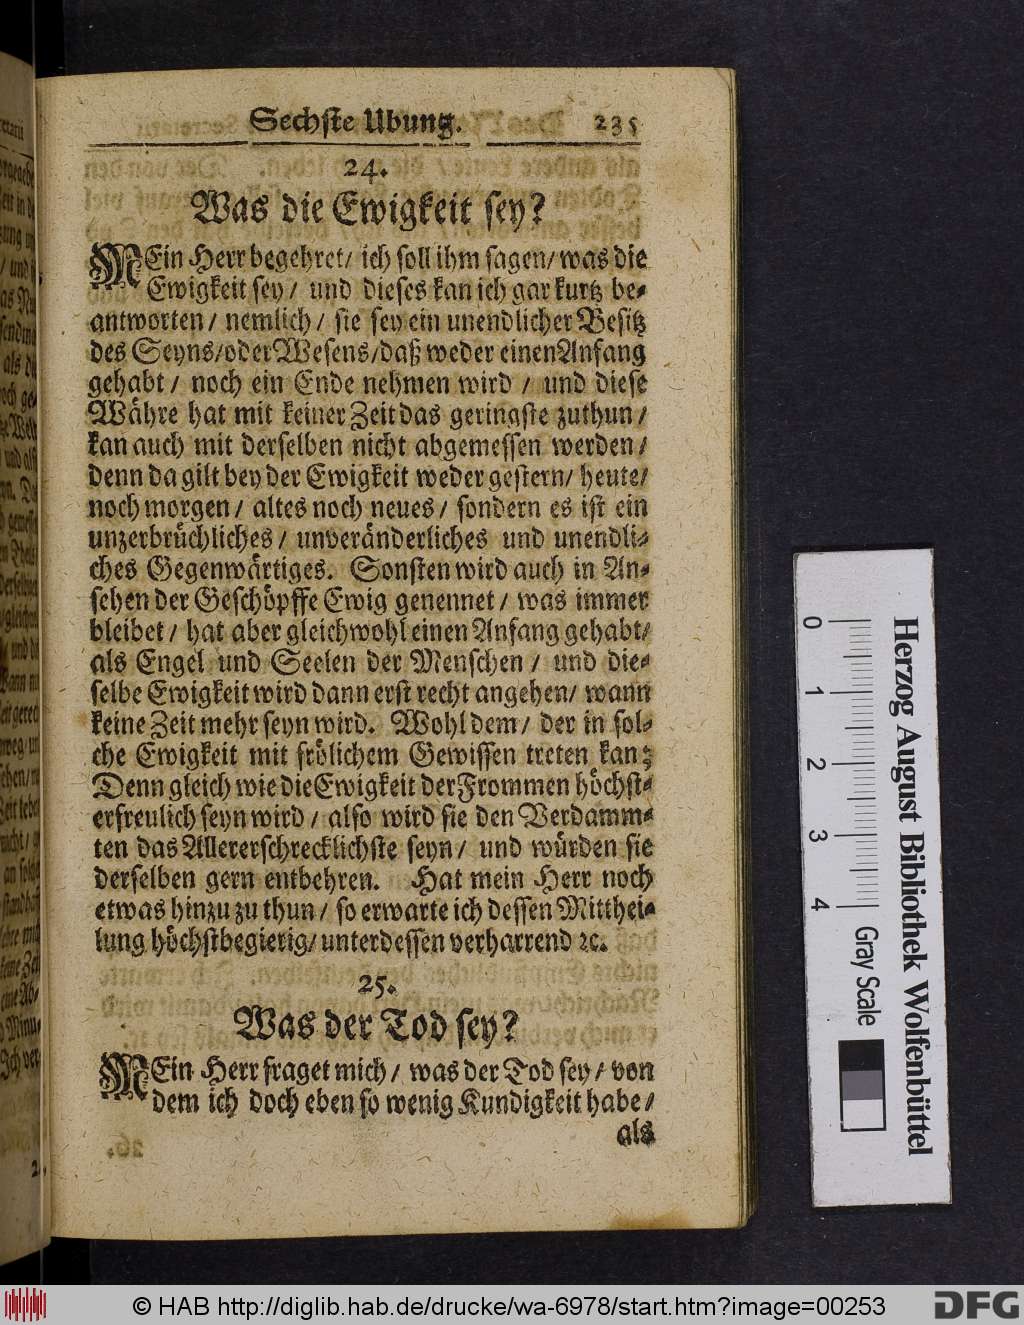 Sechste Ubung. 235
24.
Was die Ewigkeit sey?
MEin Herr begehret/ ich soll ihm sagen/ was die
Ewigkeit sey/ und dieses kan ich gar kurtz be-
antworten/ nemlich/ sie sey ein unendlicher Besitz
des Seyns/oder Wesens/daß weder einen Anfang
gehabt/ noch ein Ende nehmen wird/ und diese
Währe hat mit keiner Zeit das geringste zuthun/
kan auch mit derselben nicht abgemessen werden/
denn da gilt bey der Ewigkeit weder gestern/ heute/
noch morgen/ altes noch neues/ sondern es ist ein
unzerbrüchliches/ unveränderliches und unendli-
ches Gegenwärtiges. Sonsten wird auch in An-
sehen der Geschöpffe Ewig genennet/ was immer
bleibet/ hat aber gleichwohl einen Anfang gehabt/
als Engel und Seelen der Menschen/ und die-
selbe Ewigkeit wird dann erst recht angehen/ wann
keine Zeit mehr seyn wird. Wohl dem/ der in sol-
che Ewigkeit mit frölichem Gewissen treten kan;
Denn gleich wie die Ewigkeit der Frommen höchst-
erfreulich seyn wird/ also wird sie den Verdamm-
ten das Allererschrecklichste seyn/ und würden sie
derselben gern entbehren. Hat mein Herr noch
etwas hinzu zu thun/ so erwarte ich dessen Mitthei-
lung höchstbegierig/ unterdessen verharrend ꝛc.
25.
Was der Tod sey?
MEin Herr fraget mich/ was der Tod sey/ von
dem ich doch eben so wenig Kundigkeit habe/
als
0 1 2 3 4
Gray Scale
Herzog August Bibliothek Wolfenbüttel
© HAB http://diglib.hab.de/drucke/wa-6978/start.htm?image=00253
DFG